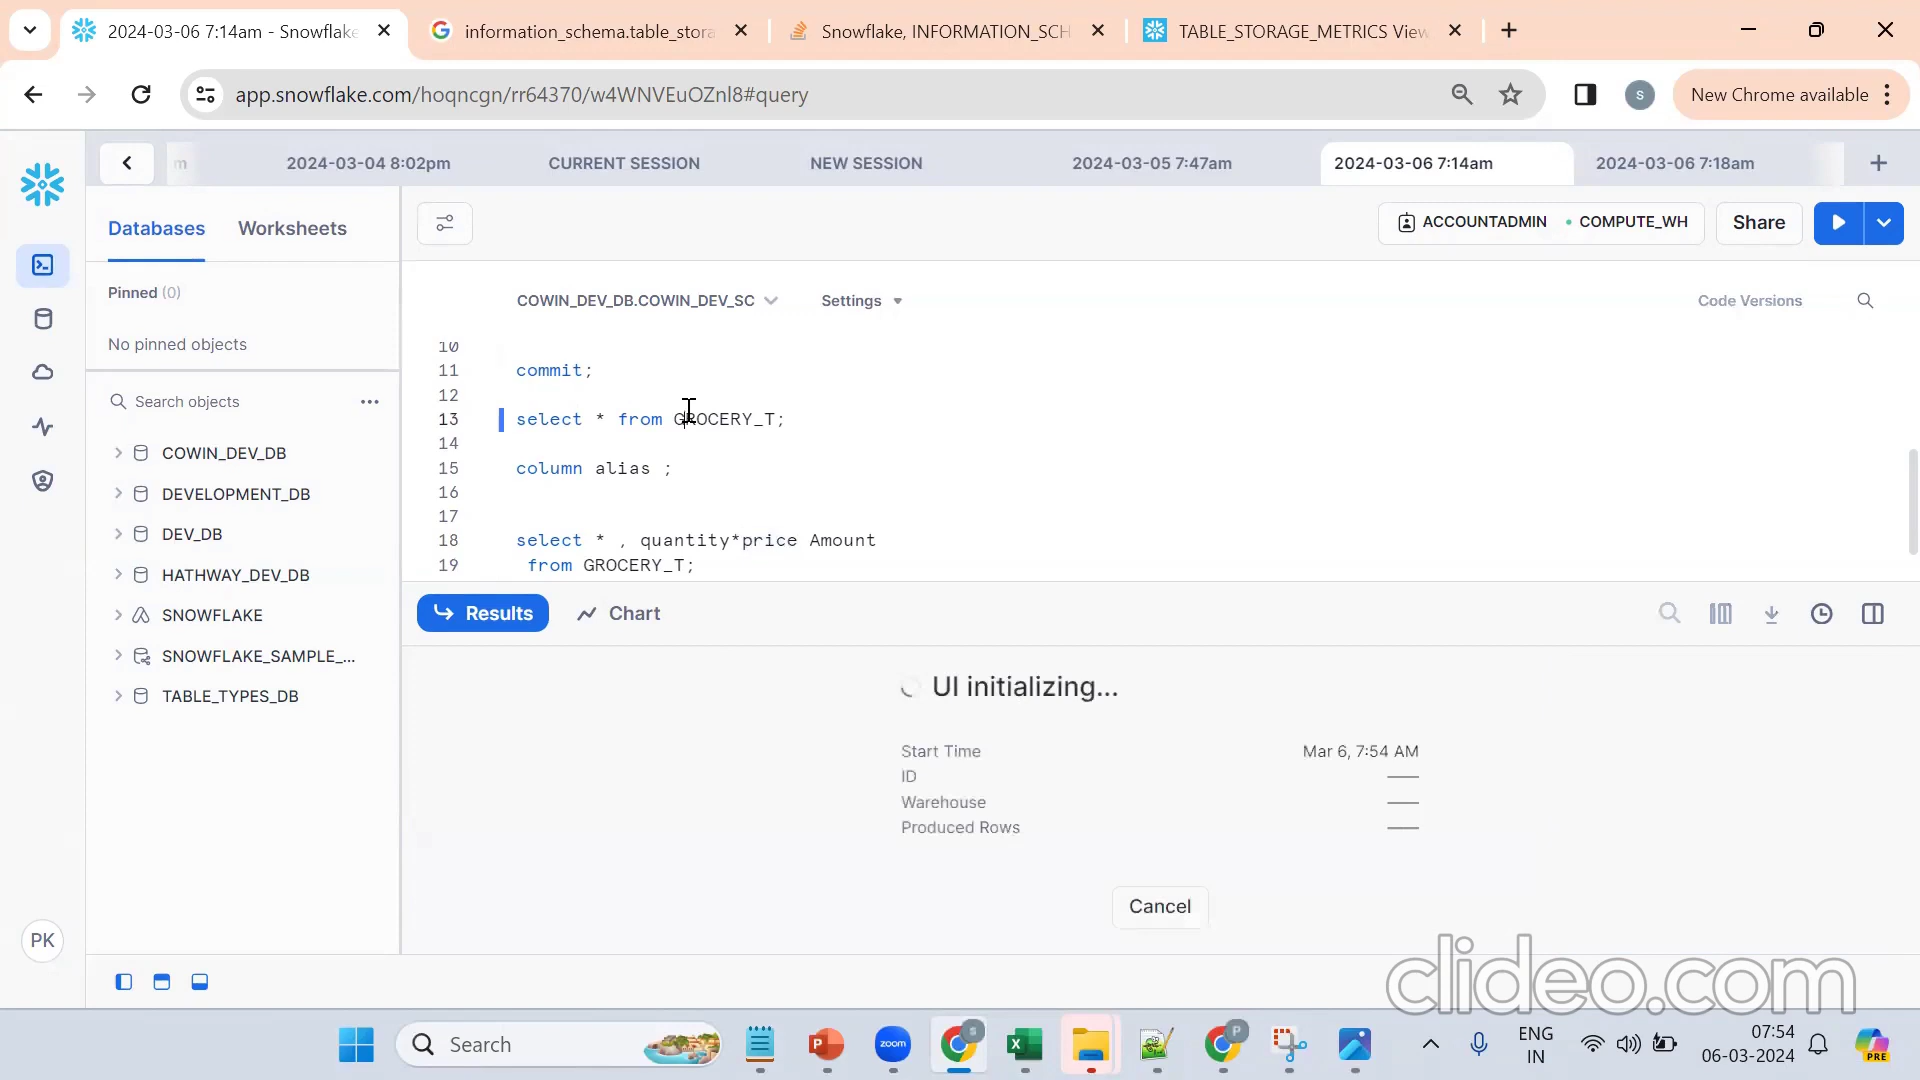 2024-03-06 7:14am - Snowflake
information_schema.table_stora
Snowflake, INFORMATION_SCH
TABLE_STORAGE_METRICS View
app.snowflake.com/hoqncgn/rr64370/w4WNVEuOZnl8#query
S
New Chrome available
m
2024-03-04 8:02pm
CURRENT SESSION
NEW SESSION
2024-03-05 7:47am
2024-03-06 7:14am
2024-03-06 7:18am
Databases
Worksheets
ACCOUNTADMIN
COMPUTE_WH
Share
Pinned (0)
No pinned objects
COWIN_DEV_DB.COWIN_DEV_SC
Settings
Code Versions
Search objects
COWIN_DEV_DB
DEVELOPMENT_DB
DEV_DB
HATHWAY_DEV_DB
SNOWFLAKE
SNOWFLAKE_SAMPLE_...
TABLE_TYPES_DB
PK
10
11 commit;
12
13 select * from GROCERY_T;
14
15 column alias ;
16
17
18 select * , quantity*price Amount
19 from GROCERY_T;
Results
Chart
UI initializing...
Start Time Mar 6, 7:54 AM
ID
Warehouse
Produced Rows
Cancel
clideo.com
Search
P
zoom
S
X
P
ENG
IN
07:54
06-03-2024
PRE